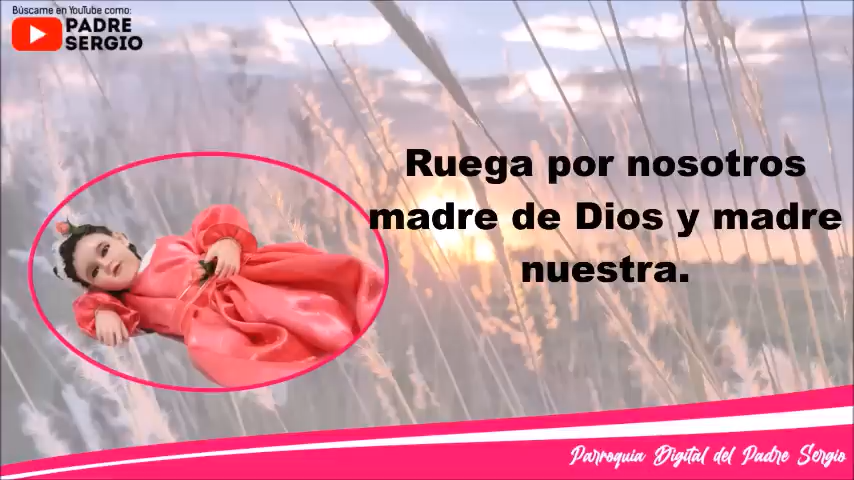 Búscame en YouTube como:
PADRE
SERGIO
Ruega por nosotros
madre de Dios y madre
nuestra.
Parroquia Digital del Padre Sergio